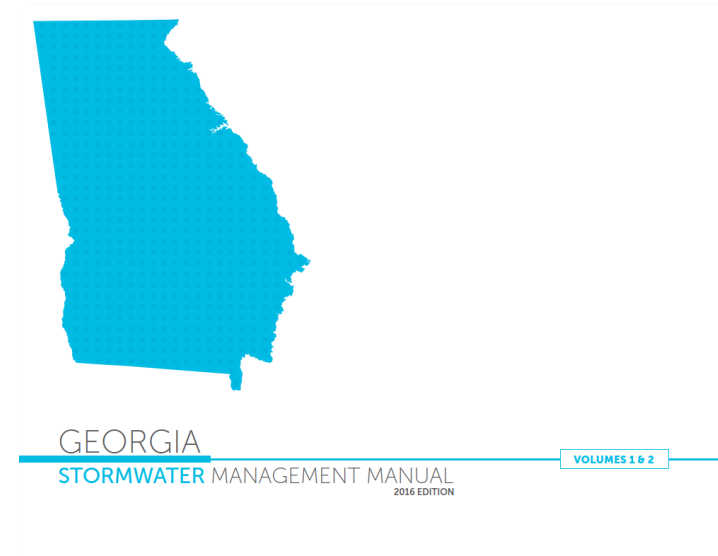 GEORGIA
VOLUMES 1 & 2
STORMWATER MANAGEMENT MANUAL
2016 EDITION